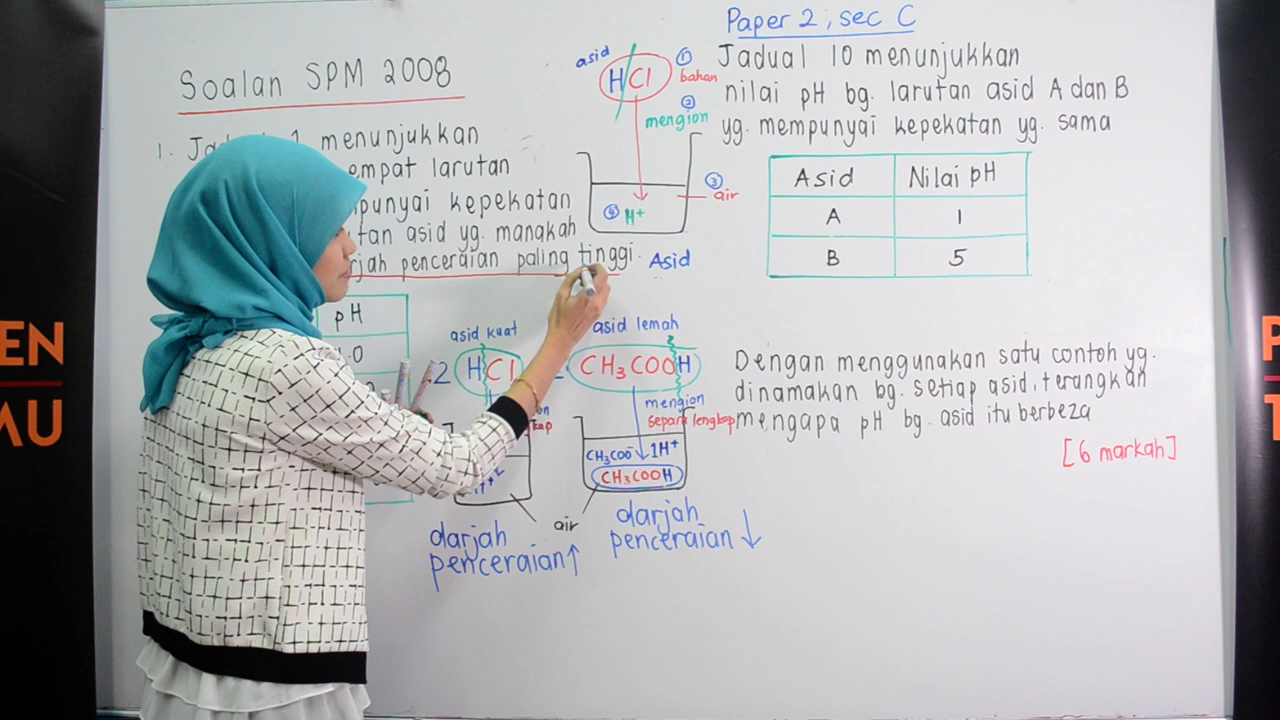 Paper 2, sec C
Soalan SPM 2008
1.
menunjukkan
empat larutan
punyai kepekatan
tan asid yg. manakah
rjah penceraian paling tinggi.
pH
.0
asid
HCl
① bahan
② mengion
③ air
④ H+
Asid
asid kuat
2 HCl
asid lemah
CH₃COOH
mengion
separa lengkap
CH₃COO⁻ 1H+
CH₃COOH
air
darjah
penceraian ↑
darjah
penceraian ↓
Jadual 10 menunjukkan
nilai pH bg. larutan asid A dan B
yg. mempunyai kepekatan yg. sama
Asid Nilai pH
A 1
B 5
Dengan menggunakan satu contoh yg.
dinamakan bg. setiap asid, terangkan
mengapa pH bg. asid itu berbeza
[6 markah]
EN
AU
P
T